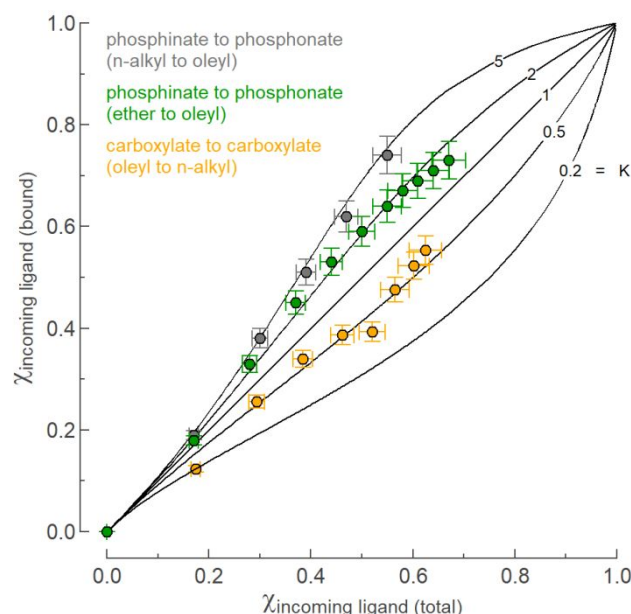 1.0
0.8
0.6
0.4
0.2
0.0
χincoming ligand (bound)
phosphinate to phosphonate
(n-alkyl to oleyl)
phosphinate to phosphonate
(ether to oleyl)
carboxylate to carboxylate
(oleyl to n-alkyl)
5
2
1
0.5
0.2 = K
0.0 0.2 0.4 0.6 0.8 1.0
χincoming ligand (total)